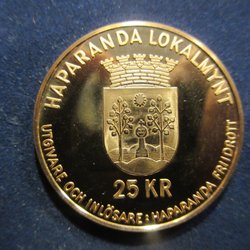 HAPARANDA LOKALMYNT
25 KR
UTGIVARE OCH INLÖSARE: HAPARANDA FRIIDROTT